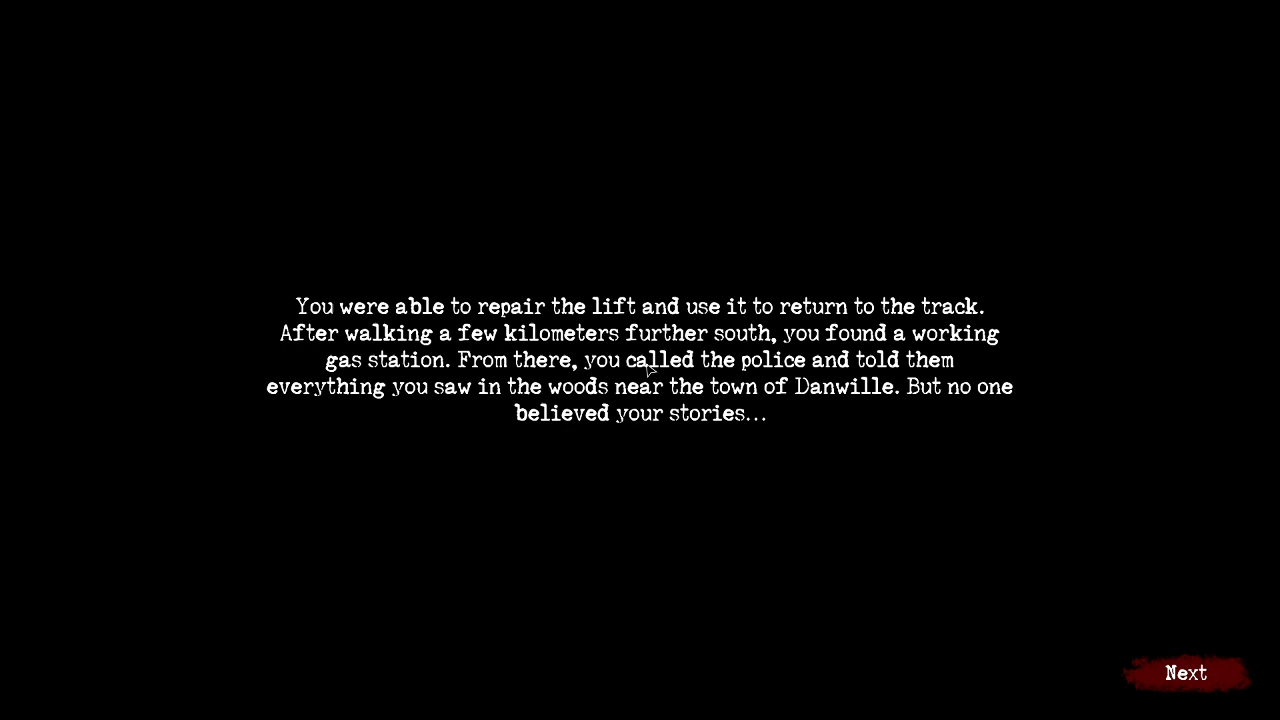 You were able to repair the lift and use it to return to the track.
After walking a few kilometers further south, you found a working
gas station. From there, you called the police and told them
everything you saw in the woods near the town of Danwille. But no one
believed your stories...
Next